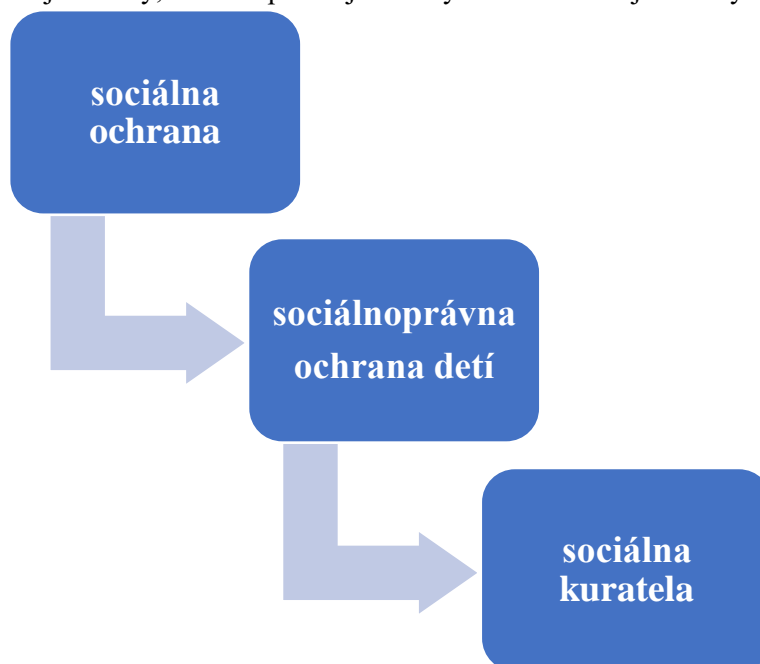 sociálna
ochrana
sociálnoprávna
ochrana detí
sociálna
kuratela